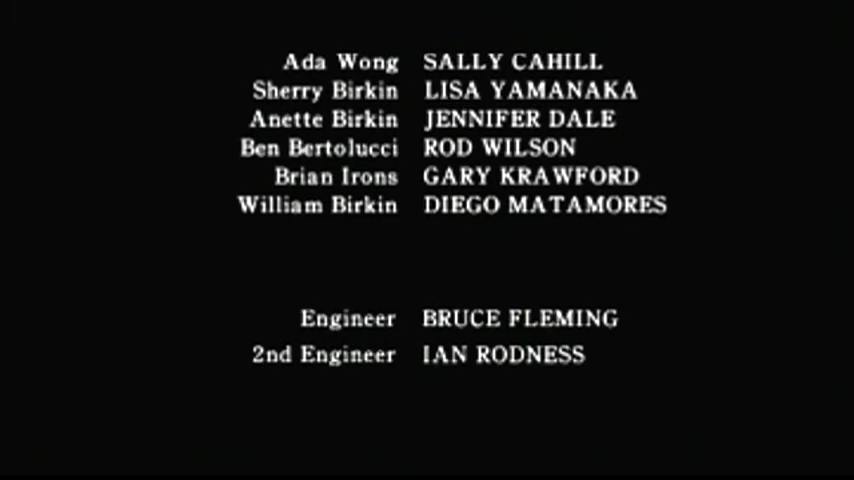 Ada Wong SALLY CAHILL
Sherry Birkin LISA YAMANAKA
Anette Birkin JENNIFER DALE
Ben Bertolucci ROD WILSON
Brian Irons GARY KRAWFORD
William Birkin DIEGO MATAMORES
Engineer BRUCE FLEMING
2nd Engineer IAN RODNESS